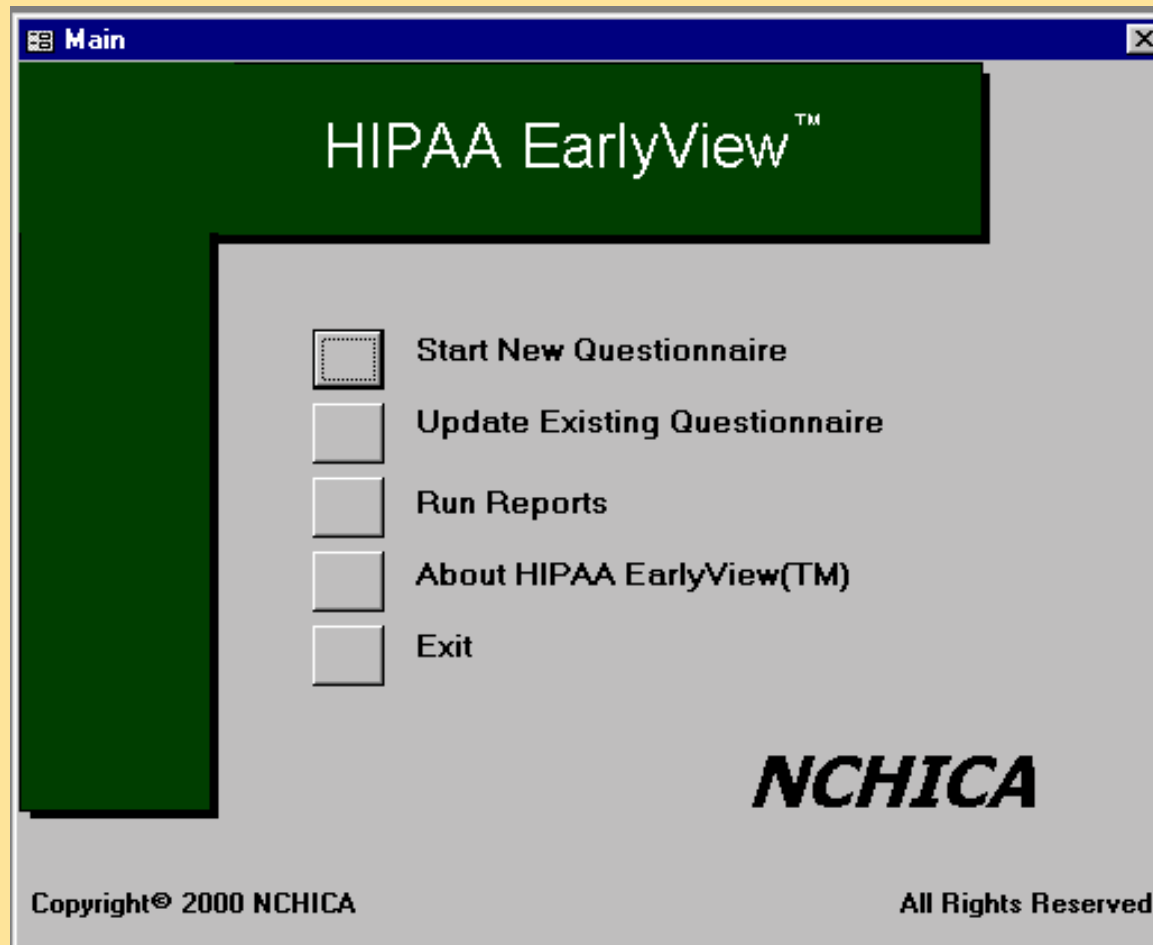 Main
HIPAA EarlyView™
Start New Questionnaire
Update Existing Questionnaire
Run Reports
About HIPAA EarlyView(TM)
Exit
NCHICA
Copyright© 2000 NCHICA
All Rights Reserved